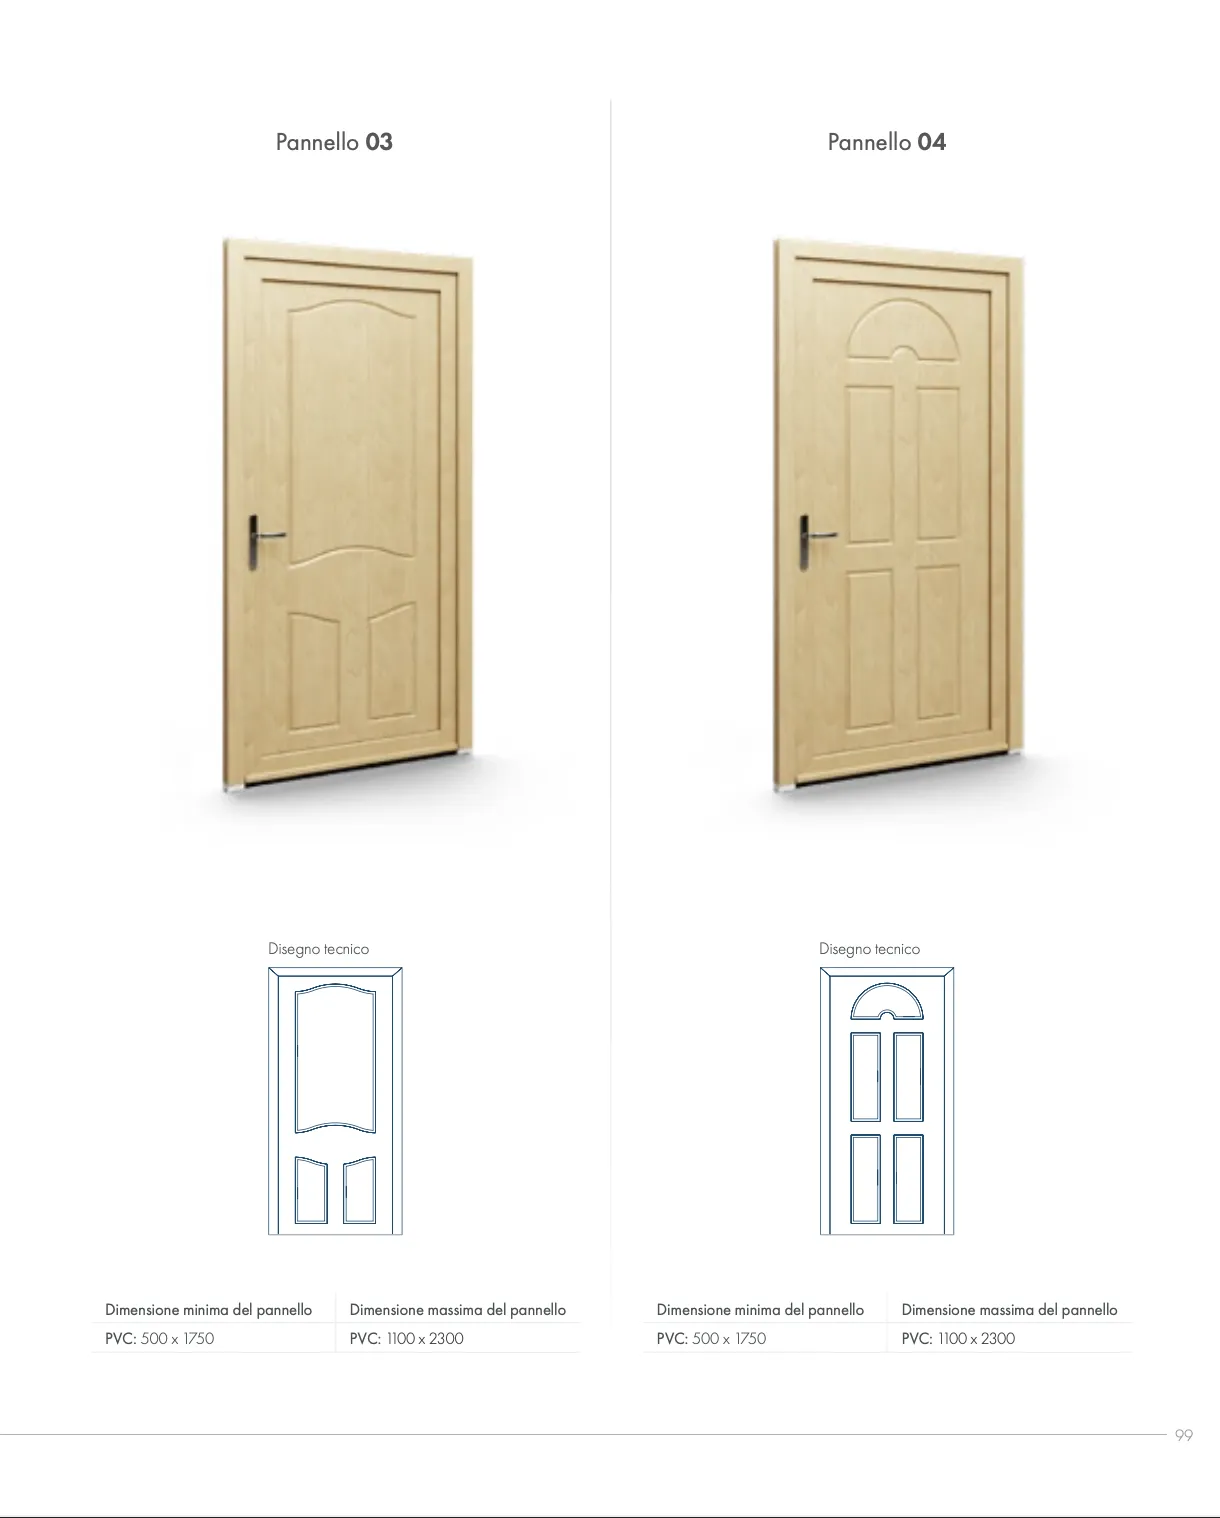 Pannello 03
Pannello 04
Disegno tecnico
Disegno tecnico
Dimensione minima del pannello
Dimensione massima del pannello
PVC: 500 x 1750
PVC: 1100 x 2300
Dimensione minima del pannello
Dimensione massima del pannello
PVC: 500 x 1750
PVC: 1100 x 2300
99